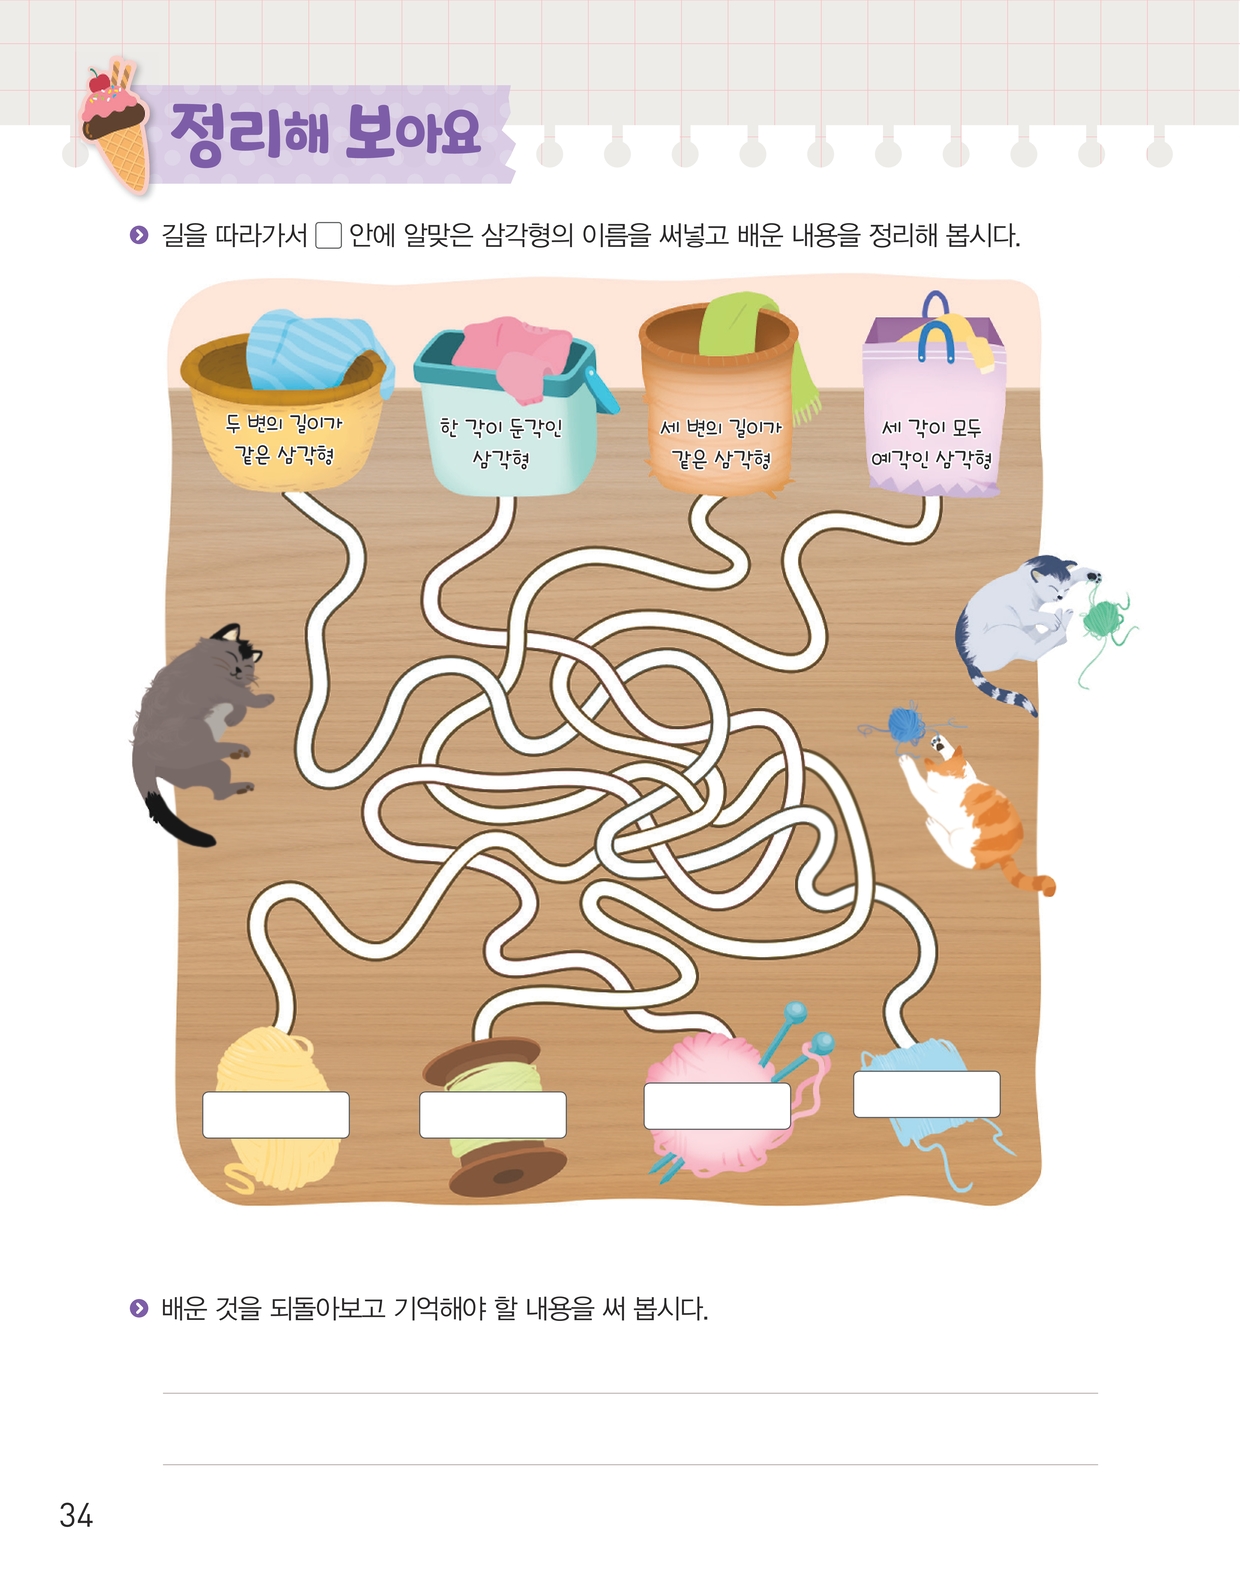 정리해 보아요
길을 따라가서 □ 안에 알맞은 삼각형의 이름을 써넣고 배운 내용을 정리해 봅시다.
두 변의 길이가
같은 삼각형
한 각이 둔각인
삼각형
세 변의 길이가
같은 삼각형
세 각이 모두
예각인 삼각형
배운 것을 되돌아보고 기억해야 할 내용을 써 봅시다.
34